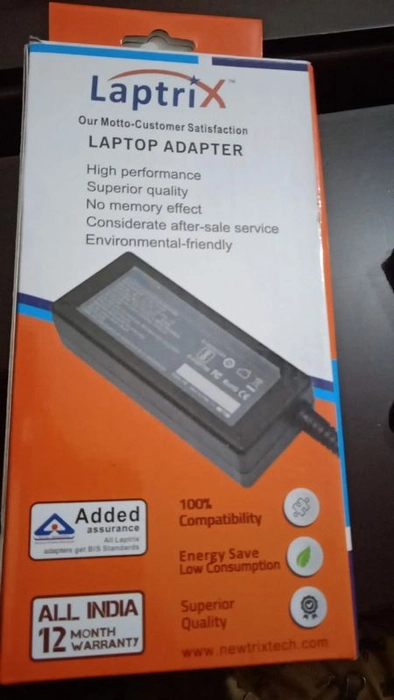 LaptriX™
Our Motto-Customer Satisfaction
LAPTOP ADAPTER
High performance
Superior quality
No memory effect
Considerate after-sale service
Environmental-friendly
Added
assurance
All Laptrix
adapters get BIS Standards
100%
Compatibility
Energy Save
Low Consumption
ALL INDIA
12 MONTH
WARRANTY
Superior
Quality
www.newtrixtech.com